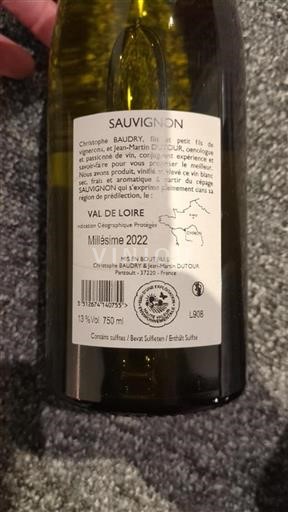 SAUVIGNON
Christophe BAUDRY, fils et petit fils de
vignerons, et Jean-Martin DUTOUR, oenologue
et passionné de vin, conjuguent expérience et
savoir-faire pour vous proposer le meilleur.
Nous avons produit, vinifié et élevé ce vin blanc
sec, frais et aromatique à partir du cépage
SAUVIGNON qui s'exprime pleinement dans sa
région de prédilection, le :
VAL DE LOIRE
Indication Géographique Protégée
Millésime 2022
VINI
MIS EN BOUTEILLE
Christophe BAUDRY & Jean-Martin DUTOUR
Panzoult - 37220 - France
3 512674 140755 >
13 %Vol 750 ml
L908
Contains sulfites / Bevat Sulfieten / Enthält Sulfite